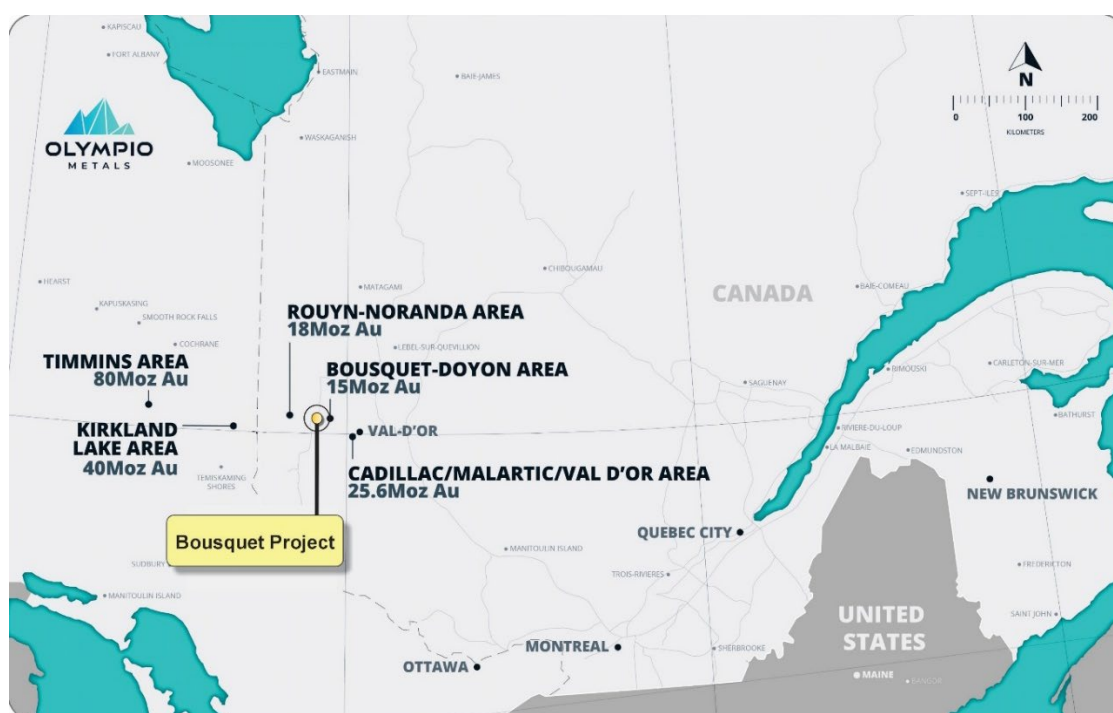 KAPISCAU
FORT ALBANY
EASTMAIN
BAIE-JAMES
N
0 100 200
KILOMETERS
OLYMPIO
METALS
WASKAGANISH
MOOSONEE
SEPT-ILES
HEARST
MATAGAMI
CHIBOUGAMAU
CANADA
BAIE-COMEAU
KAPUSKASING
SMOOTH ROCK FALLS
COCHRANE
ROUYN-NORANDA AREA
18Moz Au
LEBEL-SUR-QUEVILLION
TIMMINS AREA
80Moz Au
BOUSQUET-DOYON AREA
15Moz Au
CARLETON-SUR-MER
RIMOUSKI
SAGUENAY
BATHURST
KIRKLAND
LAKE AREA
40Moz Au
VAL-D'OR
RIVIERE-DU-LOUP
LA MALBAIE
EDMUNDSTON
TEMISKAMING
SHORES
CADILLAC/MALARTIC/VAL D'OR AREA
25.6Moz Au
NEW BRUNSWICK
Bousquet Project
QUEBEC CITY
MANITOULIN ISLAND
SUDBURY
TROIS-RIVIERES
FREDERICTON
MANITOULIN ISLAND
UNITED
STATES
SAINT JOHN
MONTREAL
SHERBROOKE
OTTAWA
MAINE
BANGOR